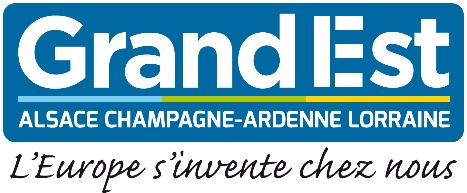 Grand Est
ALSACE CHAMPAGNE-ARDENNE LORRAINE
L'Europe s'invente chez nous